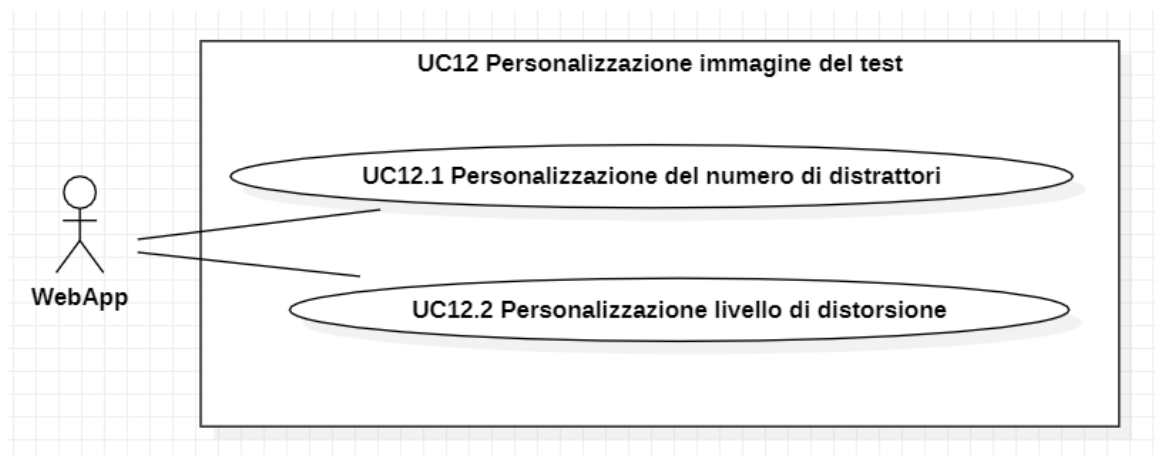 UC12 Personalizzazione immagine del test
UC12.1 Personalizzazione del numero di distrattori
WebApp
UC12.2 Personalizzazione livello di distorsione